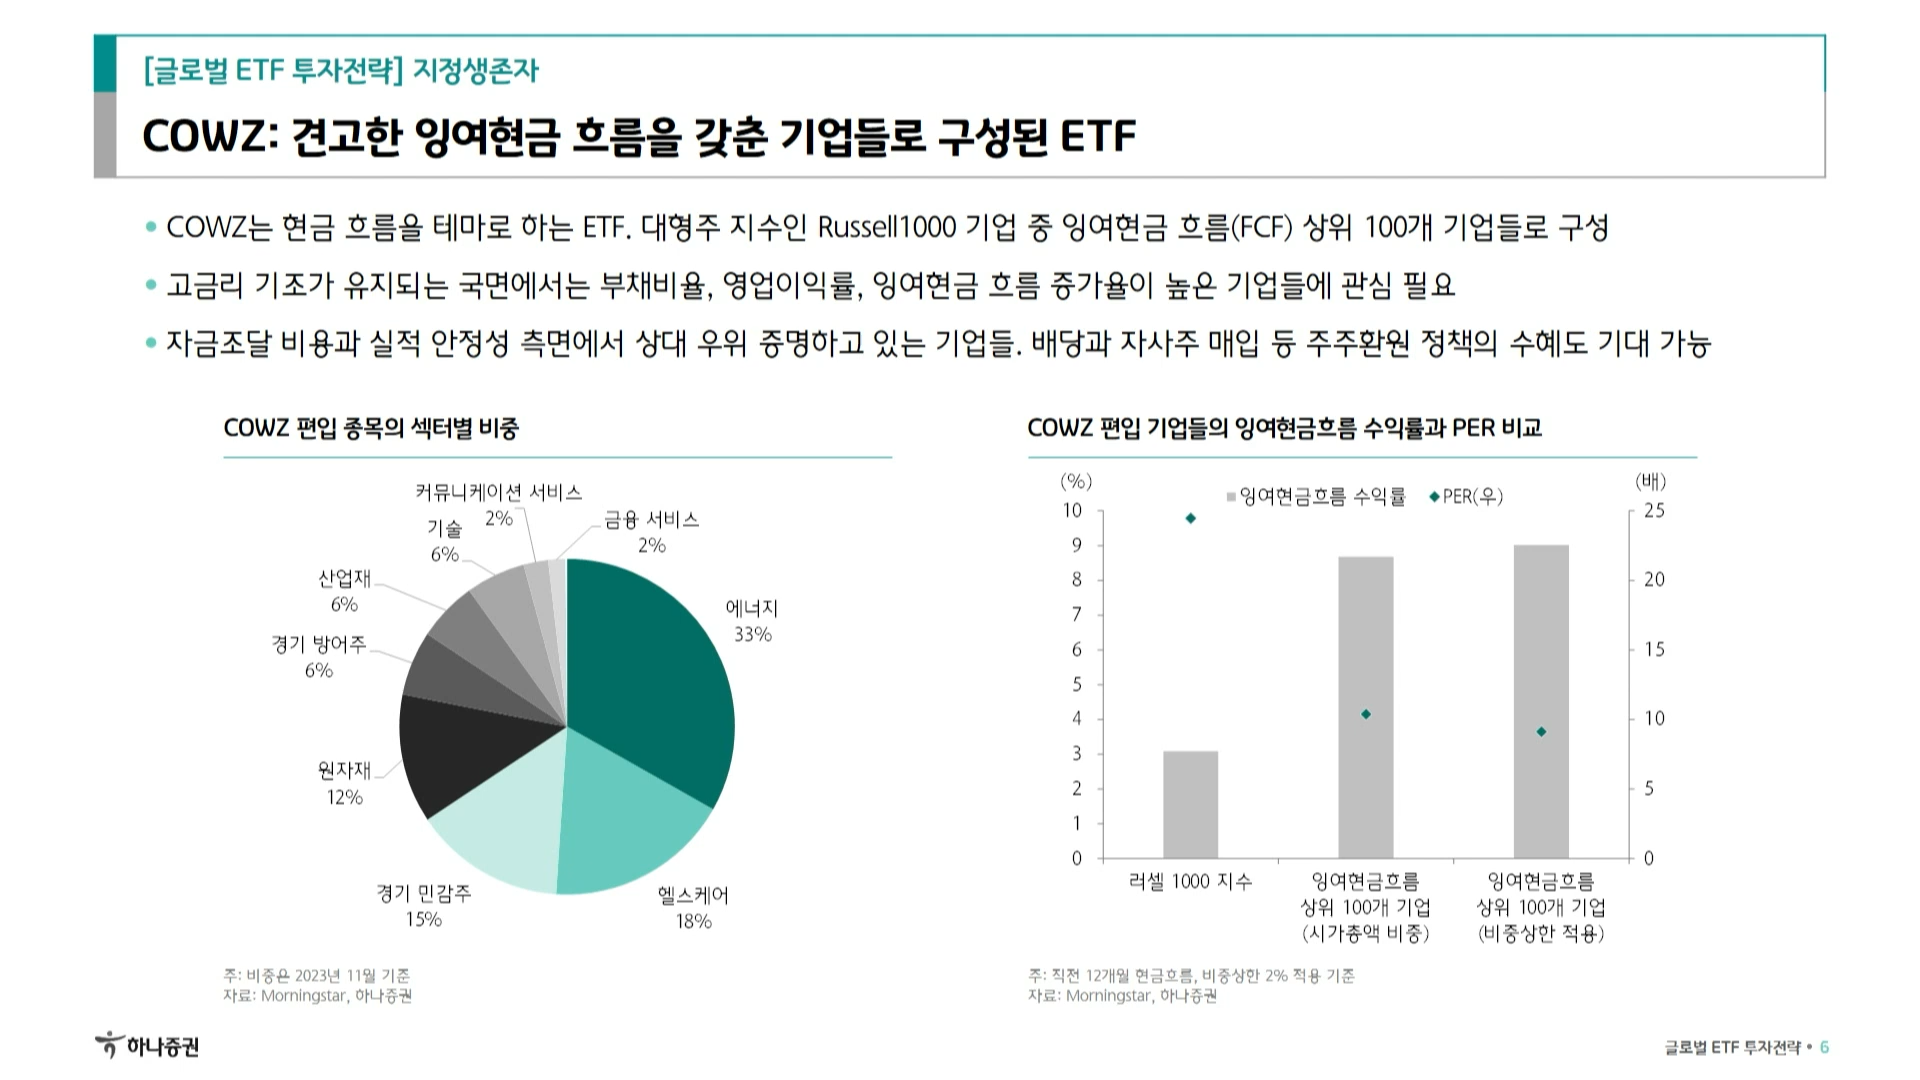 [글로벌 ETF 투자전략] 지정생존자
COWZ: 견고한 잉여현금 흐름을 갖춘 기업들로 구성된 ETF
• COWZ는 현금 흐름을 테마로 하는 ETF. 대형주 지수인 Russell1000 기업 중 잉여현금 흐름(FCF) 상위 100개 기업들로 구성
• 고금리 기조가 유지되는 국면에서는 부채비율, 영업이익률, 잉여현금 흐름 증가율이 높은 기업들에 관심 필요
• 자금조달 비용과 실적 안정성 측면에서 상대 우위 증명하고 있는 기업들. 배당과 자사주 매입 등 주주환원 정책의 수혜도 기대 가능
COWZ 편입 종목의 섹터별 비중
커뮤니케이션 서비스
2%
금융 서비스
2%
기술
6%
산업재
6%
경기 방어주
6%
원자재
12%
경기 민감주
15%
헬스케어
18%
에너지
33%
주: 비중은 2023년 11월 기준
자료: Morningstar, 하나증권
COWZ 편입 기업들의 잉여현금흐름 수익률과 PER 비교
(%)
(배)
잉여현금흐름 수익률 PER(우)
10
9
8
7
6
5
4
3
2
1
0
25
20
15
10
5
0
러셀 1000 지수
잉여현금흐름
상위 100개 기업
(시가총액 비중)
잉여현금흐름
상위 100개 기업
(비중상한 적용)
주: 직전 12개월 현금흐름, 비중상한 2% 적용 기준
자료: Morningstar, 하나증권
하나증권
글로벌 ETF 투자전략 • 6